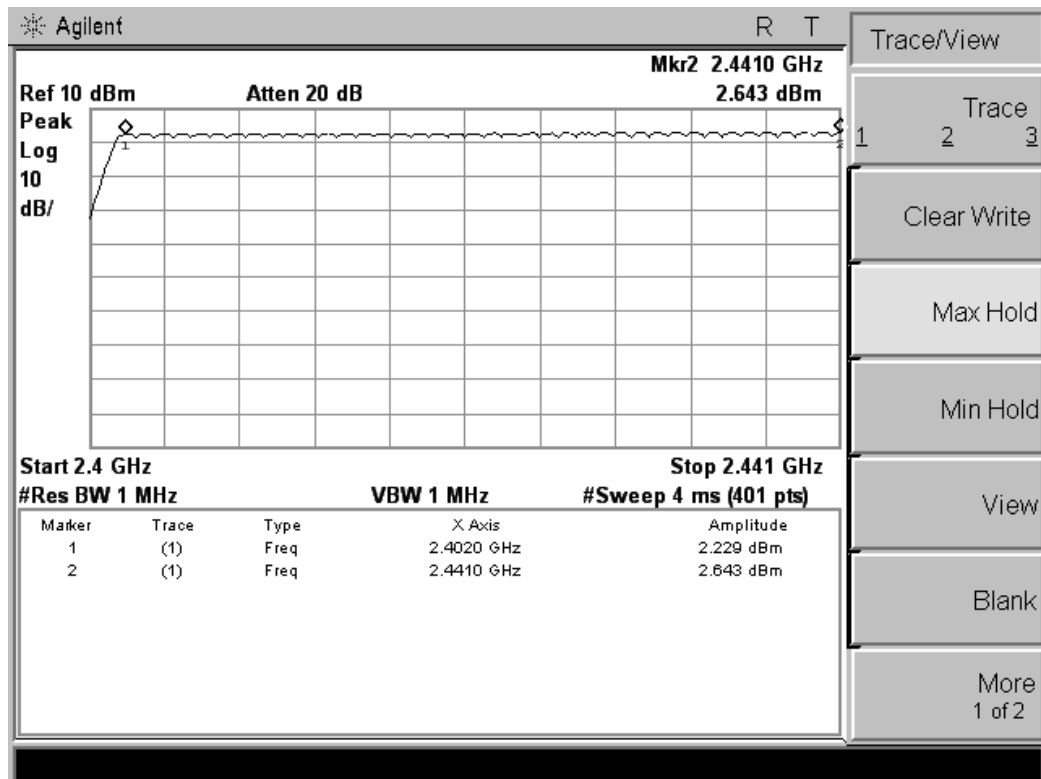 Agilent R T
Mkr2 2.4410 GHz
Ref 10 dBm Atten 20 dB 2.643 dBm
Peak
Log
10
dB/
1
2
Start 2.4 GHz Stop 2.441 GHz
#Res BW 1 MHz VBW 1 MHz #Sweep 4 ms (401 pts)
Marker Trace Type X Axis Amplitude
1 (1) Freq 2.4020 GHz 2.229 dBm
2 (1) Freq 2.4410 GHz 2.643 dBm
Trace/View
Trace
1 2 3
Clear Write
Max Hold
Min Hold
View
Blank
More
1 of 2